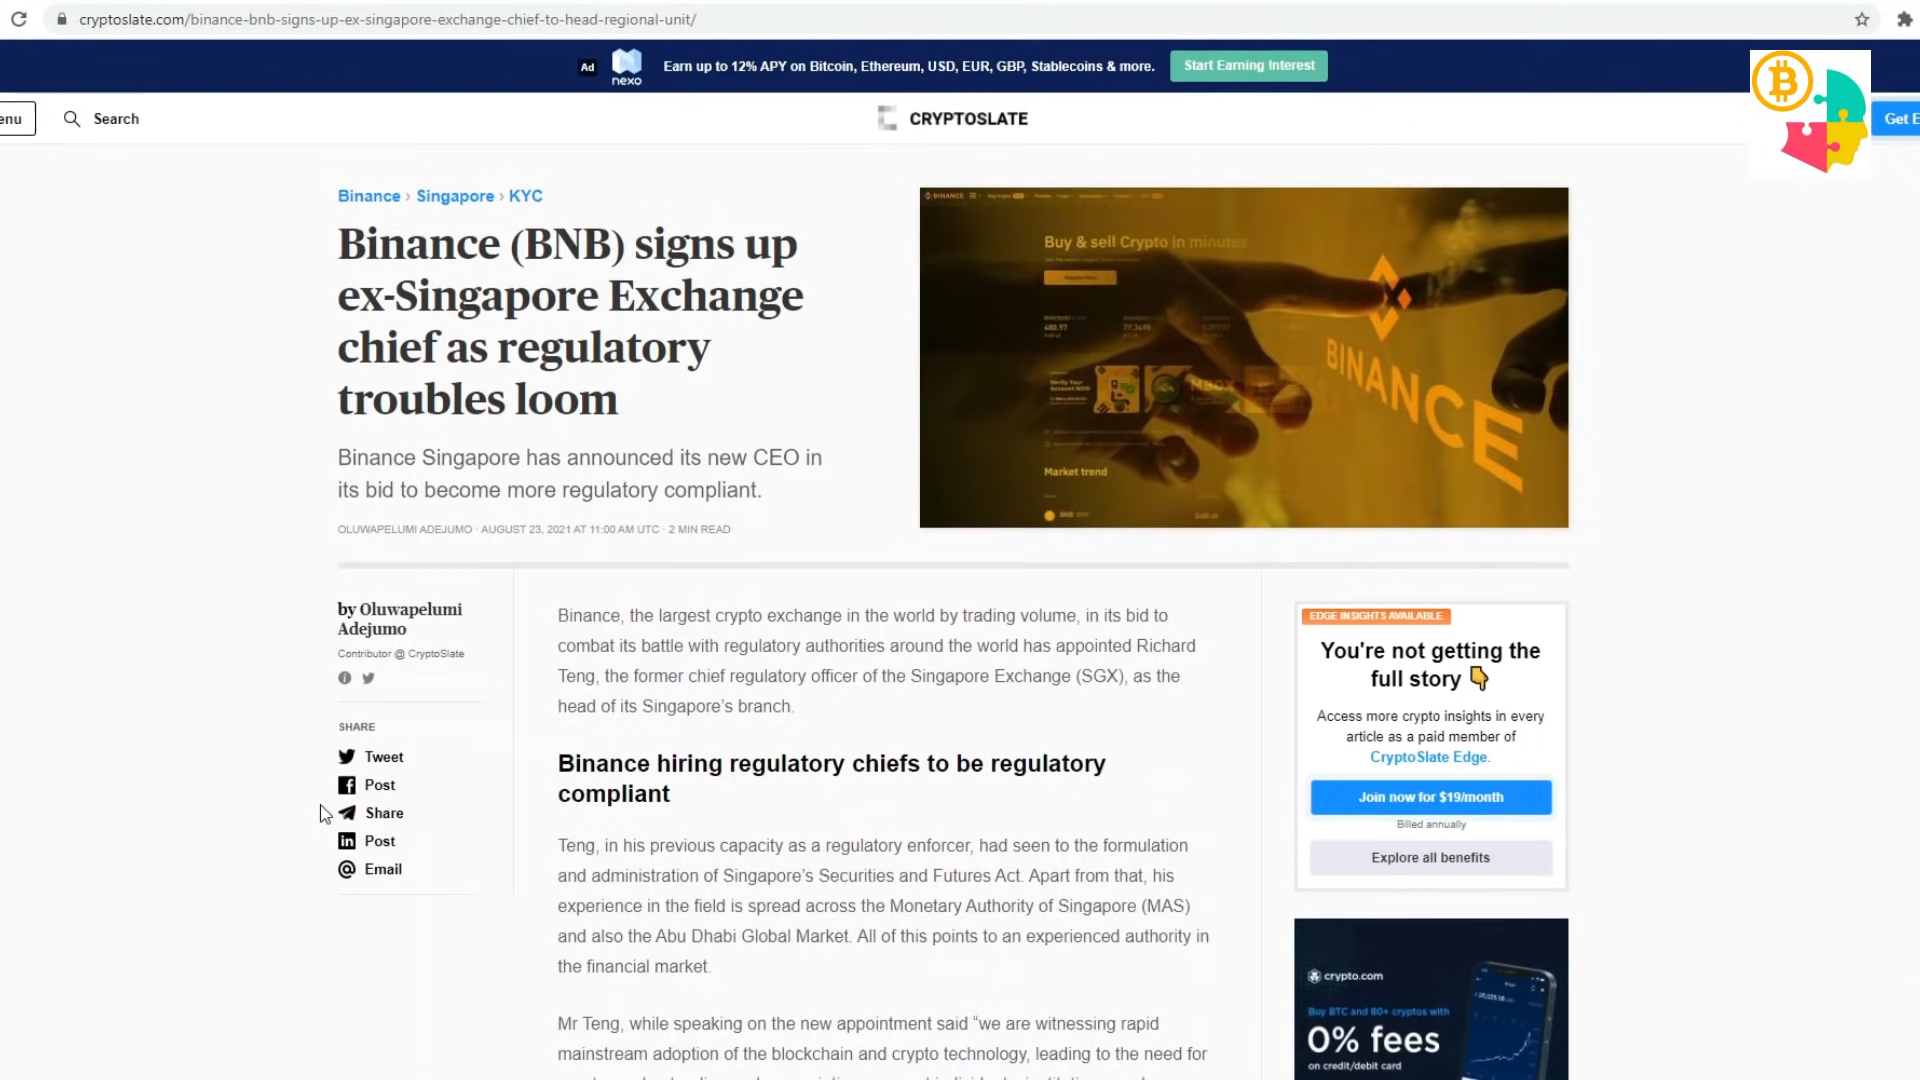 cryptoslate.com/binance-bnb-signs-up-ex-singapore-exchange-chief-to-head-regional-unit/
Ad
nexo
Earn up to 12% APY on Bitcoin, Ethereum, USD, EUR, GBP, Stablecoins & more.
Start Earning Interest
enu
Search
CRYPTOSLATE
Get E
Binance › Singapore › KYC
Binance (BNB) signs up
ex-Singapore Exchange
chief as regulatory
troubles loom
Binance Singapore has announced its new CEO in
its bid to become more regulatory compliant.
OLUWAPELUMI ADEJUMO · AUGUST 23, 2021 AT 11:00 AM UTC · 2 MIN READ
BINANCE
Buy & sell Crypto in minutes
480.97
Verify Your
Account NOW
MBOX
Market trend
BINANCE
by Oluwapelumi
Adejumo
Contributor @ CryptoSlate
SHARE
Tweet
Post
Share
Post
Email
Binance, the largest crypto exchange in the world by trading volume, in its bid to
combat its battle with regulatory authorities around the world has appointed Richard
Teng, the former chief regulatory officer of the Singapore Exchange (SGX), as the
head of its Singapore’s branch.
Binance hiring regulatory chiefs to be regulatory
compliant
Teng, in his previous capacity as a regulatory enforcer, had seen to the formulation
and administration of Singapore’s Securities and Futures Act. Apart from that, his
experience in the field is spread across the Monetary Authority of Singapore (MAS)
and also the Abu Dhabi Global Market. All of this points to an experienced authority in
the financial market.
Mr Teng, while speaking on the new appointment said “we are witnessing rapid
mainstream adoption of the blockchain and crypto technology, leading to the need for
EDGE INSIGHTS AVAILABLE
You're not getting the
full story 👇
Access more crypto insights in every
article as a paid member of
CryptoSlate Edge.
Join now for $19/month
Billed annually
Explore all benefits
crypto.com
Buy BTC and 80+ cryptos with
0% fees
on credit/debit card